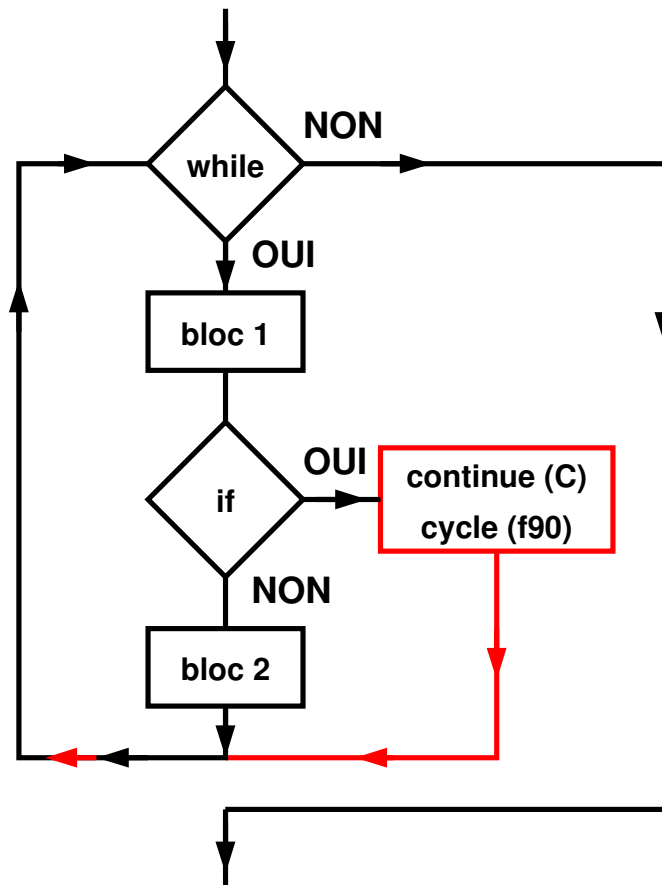 NON
while
OUI
bloc 1
OUI
continue (C)
if
cycle (f90)
NON
bloc 2